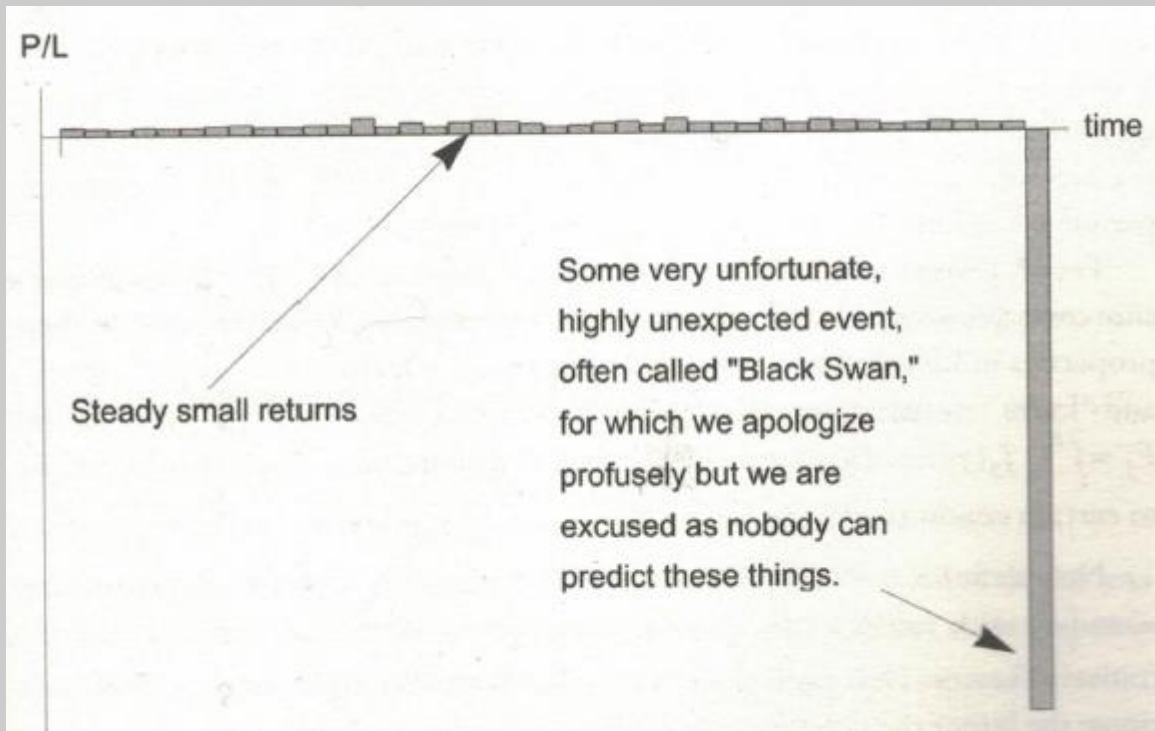 P/L
time
Steady small returns
Some very unfortunate,
highly unexpected event,
often called "Black Swan,"
for which we apologize
profusely but we are
excused as nobody can
predict these things.